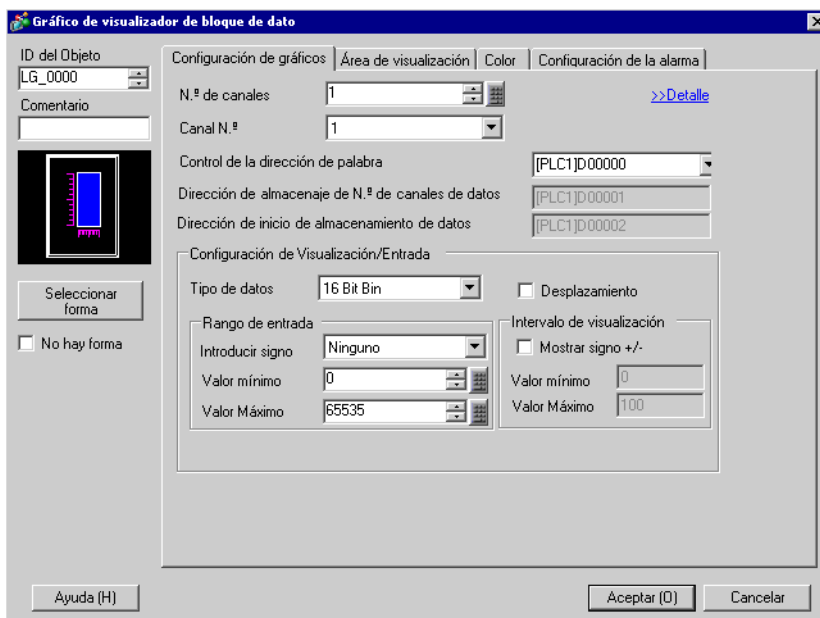 Gráfico de visualizador de bloque de dato
ID del Objeto
LG_0000
Comentario
Seleccionar
forma
No hay forma
Configuración de gráficos
Área de visualización
Color
Configuración de la alarma
N.º de canales
1
>>Detalle
Canal N.º
1
Control de la dirección de palabra
[PLC1]D00000
Dirección de almacenaje de N.º de canales de datos
[PLC1]D00001
Dirección de inicio de almacenamiento de datos
[PLC1]D00002
Configuración de Visualización/Entrada
Tipo de datos
16 Bit Bin
Desplazamiento
Rango de entrada
Introducir signo
Ninguno
Valor mínimo
0
Valor Máximo
65535
Intervalo de visualización
Mostrar signo +/-
Valor mínimo
0
Valor Máximo
100
Ayuda (H)
Aceptar (O)
Cancelar